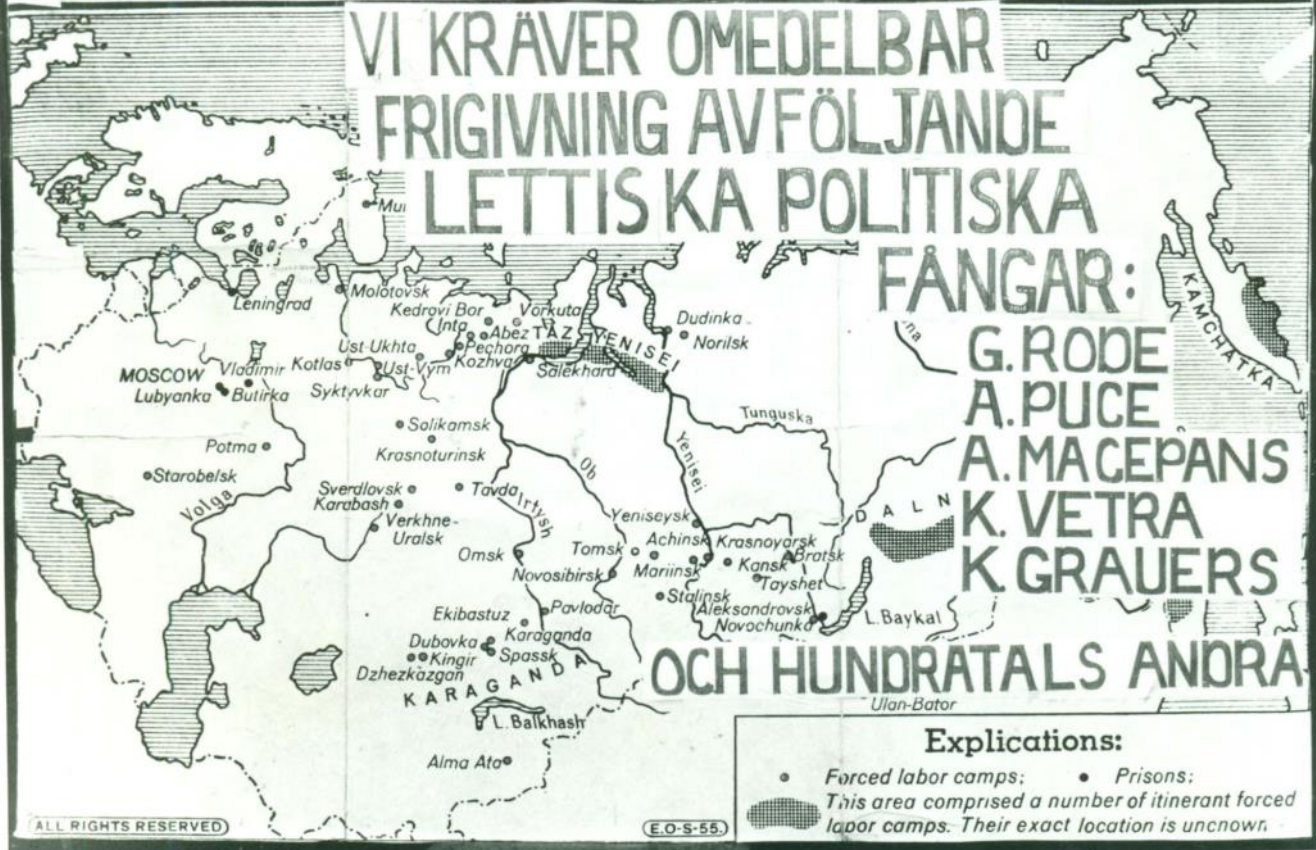 VI KRÄVER OMEDELBAR
FRIGIVNING AV FÖLJANDE
LETTISKA POLITISKA
FÅNGAR:
G. RODE
A. PUCE
A. MACEPANS
K. VETRA
K. GRAUERS
OCH HUNDRATALS ANDRA
Leningrad
Molotovsk
Kedrovi Bor
Vorkuta
Inta
Abez
TAZ
YENISEI
Dudinka
Norilsk
Ust-Ukhta
Pechora
Kozhva
Salekhard
MOSCOW
Vladimir
Kotlas
Ust-Vym
Lubyanka
Butirka
Syktyvkar
KAMCHATKA
Tunguska
Solikamsk
Krasnoturinsk
Potma
Starobelsk
Volga
Ob
Yenisei
Sverdlovsk
Tavda
Irtysh
Karabash
Verkhne-
Uralsk
Yeniseysk
DALN
Omsk
Tomsk
Achinsk
Krasnoyarsk
Bratsk
Novosibirsk
Mariinsk
Kansk
Tayshet
Stalinsk
Ekibastuz
Pavlodar
Aleksandrovsk
Novochunka
L. Baykal
Dubovka
Karaganda
Kingir
Spassk
Dzhezkazgan
KARAGANDA
L. Balkhash
Ulan-Bator
Alma Ata
Explications:
Forced labor camps;
Prisons;
This area comprised a number of itinerant forced
labor camps. Their exact location is uncnown.
ALL RIGHTS RESERVED
E.O-S-55.